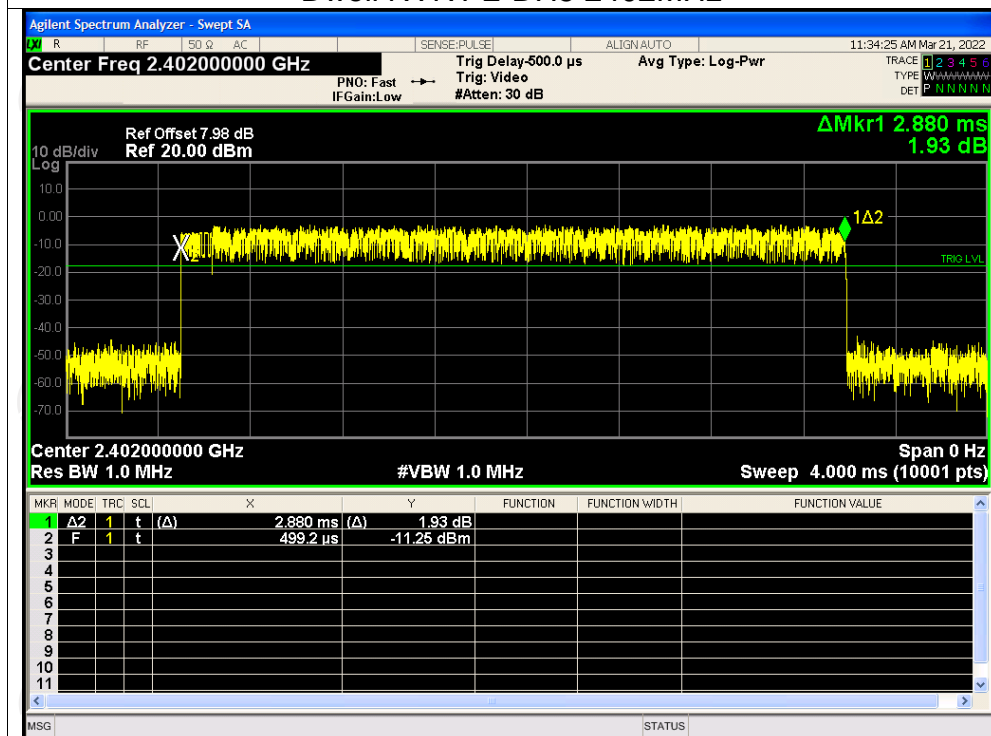 Agilent Spectrum Analyzer - Swept SA
LXI R RF 50 Ω AC SENSE:PULSE ALIGNAUTO 11:34:25 AM Mar 21, 2022
Center Freq 2.402000000 GHz Trig Delay-500.0 µs Avg Type: Log-Pwr TRACE 1 2 3 4 5 6
PNO: Fast Trig: Video TYPE WWWWWW
IFGain:Low #Atten: 30 dB DET P N N N N N
ΔMkr1 2.880 ms
1.93 dB
Ref Offset 7.98 dB
10 dB/div Ref 20.00 dBm
Log
10.0
0.00
1Δ2
-10.0
X2
TRIG LVL
-20.0
-30.0
-40.0
-50.0
-60.0
-70.0
Center 2.402000000 GHz Span 0 Hz
Res BW 1.0 MHz #VBW 1.0 MHz Sweep 4.000 ms (10001 pts)
MKR MODE TRC SCL X Y FUNCTION FUNCTION WIDTH FUNCTION VALUE
1 Δ2 1 t (Δ) 2.880 ms (Δ) 1.93 dB
2 F 1 t 499.2 µs -11.25 dBm
3
4
5
6
7
8
9
10
11
MSG STATUS